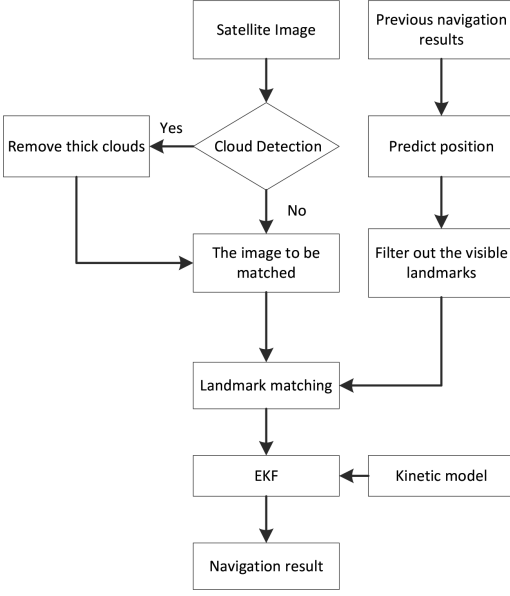 Satellite Image
Previous navigation
results
Yes
Remove thick clouds
Cloud Detection
Predict position
No
The image to be
matched
Filter out the visible
landmarks
Landmark matching
EKF
Kinetic model
Navigation result